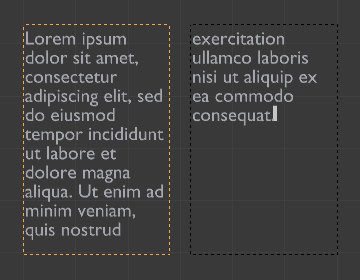 Lorem ipsum
dolor sit amet,
consectetur
adipiscing elit, sed
do eiusmod
tempor incididunt
ut labore et
dolore magna
aliqua. Ut enim ad
minim veniam,
quis nostrud
exercitation
ullamco laboris
nisi ut aliquip ex
ea commodo
consequat.